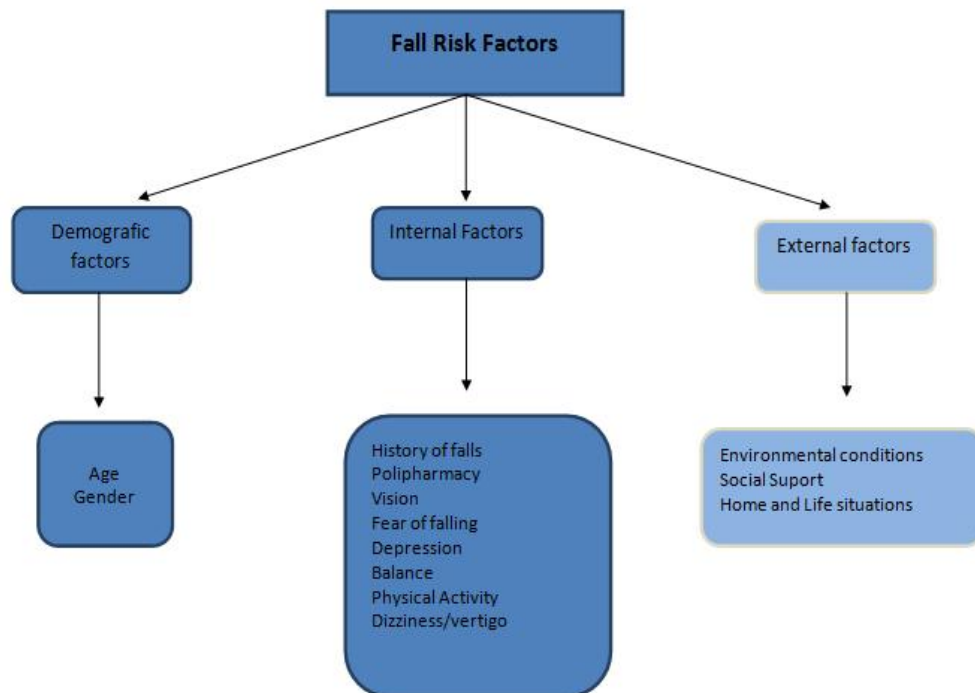 Fall Risk Factors
Demografic
factors
Internal Factors
External factors
Age
Gender
History of falls
Polipharmacy
Vision
Fear of falling
Depression
Balance
Physical Activity
Dizziness/vertigo
Environmental conditions
Social Suport
Home and Life situations